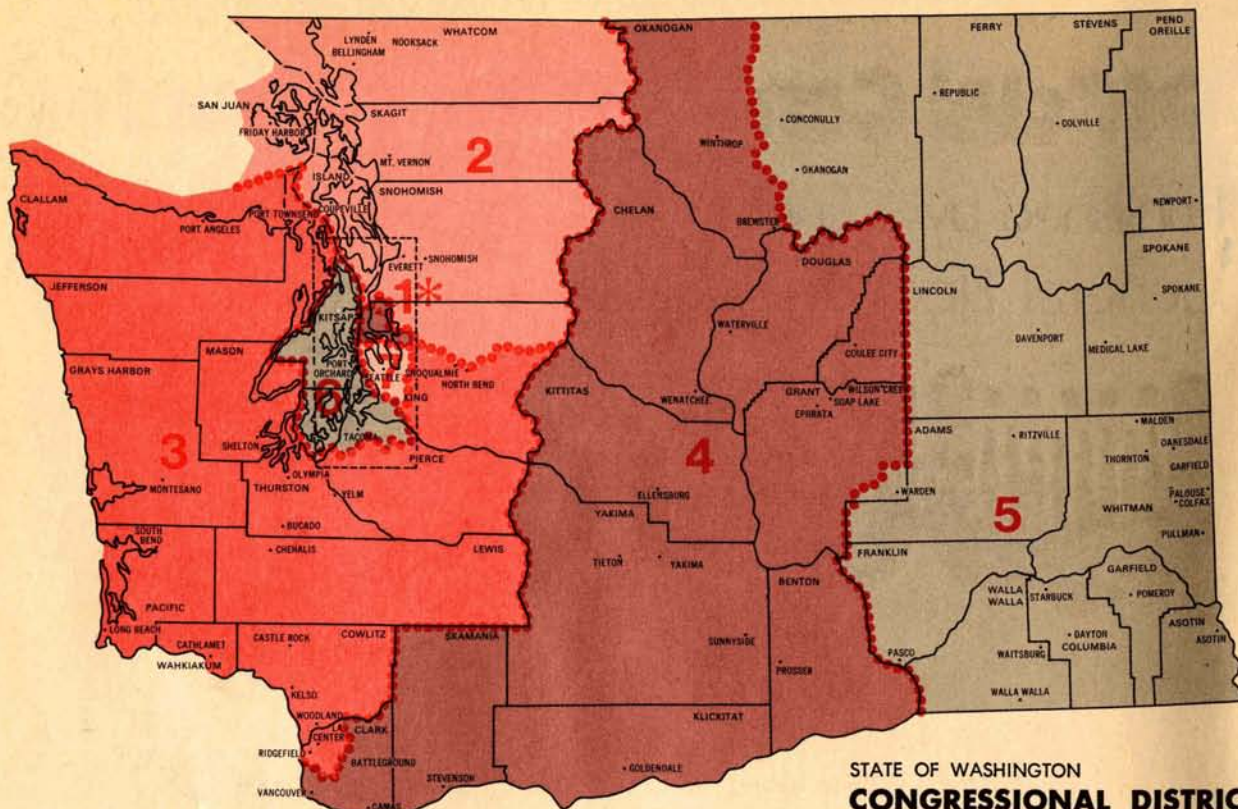 OKANOGAN
FERRY
STEVENS
PEND
OREILLE
WHATCOM
LYNDEN
NOOKSACK
BELLINGHAM
SAN JUAN
SKAGIT
FRIDAY HARBOR
REPUBLIC
CONCONULLY
COLVILLE
WINTHROP
2
MT. VERNON
OKANOGAN
ISLAND
SNOHOMISH
CLALLAM
COUPEVILLE
PORT TOWNSEND
PORT ANGELES
CHELAN
BREWSTER
NEWPORT
SPOKANE
EVERETT
SNOHOMISH
DOUGLAS
JEFFERSON
1*
LINCOLN
SPOKANE
KITSAP
WATERVILLE
DAVENPORT
MASON
COULEE CITY
MEDICAL LAKE
PORT
ORCHARD
GRAYS HARBOR
SEATTLE
SNOQUALMIE
NORTH BEND
KITTITAS
GRANT
WILSON CREEK
6
KING
WENATCHEE
SOAP LAKE
EPHRATA
MALDEN
ADAMS
RITZVILLE
OAKESDALE
TACOMA
SHELTON
THORNTON
GARFIELD
3
PIERCE
4
OLYMPIA
MONTESANO
THURSTON
YELM
ELLENSBURG
WARDEN
PALOUSE
COLFAX
5
WHITMAN
YAKIMA
BUCADO
SOUTH
BEND
PULLMAN
CHEHALIS
LEWIS
TIETON
YAKIMA
FRANKLIN
BENTON
GARFIELD
WALLA
WALLA
STARBUCK
POMEROY
PACIFIC
ASOTIN
LONG BEACH
CASTLE ROCK
COWLITZ
SKAMANIA
CATHLAMET
SUNNYSIDE
DAYTOR
COLUMBIA
ASOTIN
WAHKIAKUM
PROSSER
PASCO
WAITSBURG
KELSO
WALLA WALLA
WOODLAND
LA
CENTER
CLARK
KLICKITAT
RIDGEFIELD
BATTLEGROUND
GOLDENDALE
STEVENSON
VANCOUVER
CAMAS
STATE OF WASHINGTON
CONGRESSIONAL DISTRIC